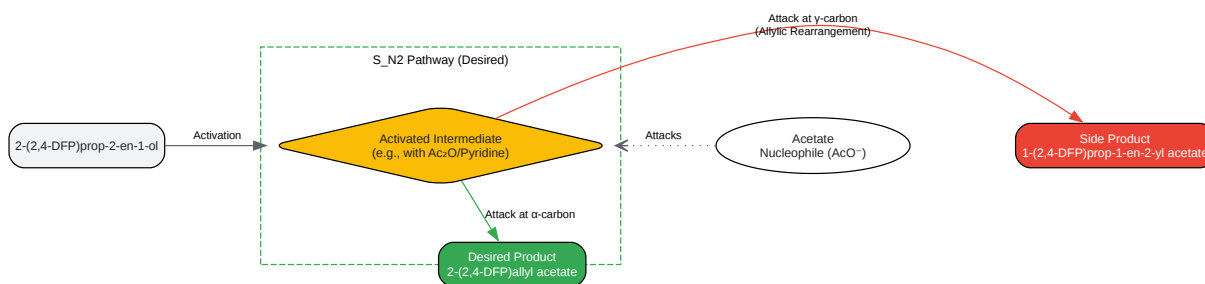 Attack at γ-carbon
(Allylic Rearrangement)
S_N2 Pathway (Desired)
2-(2,4-DFP)prop-2-en-1-ol
Activation
Activated Intermediate
(e.g., with Ac₂O/Pyridine)
Attacks
Acetate
Nucleophile (AcO⁻)
Side Product
1-(2,4-DFP)prop-1-en-2-yl acetate
Attack at α-carbon
Desired Product
2-(2,4-DFP)allyl acetate